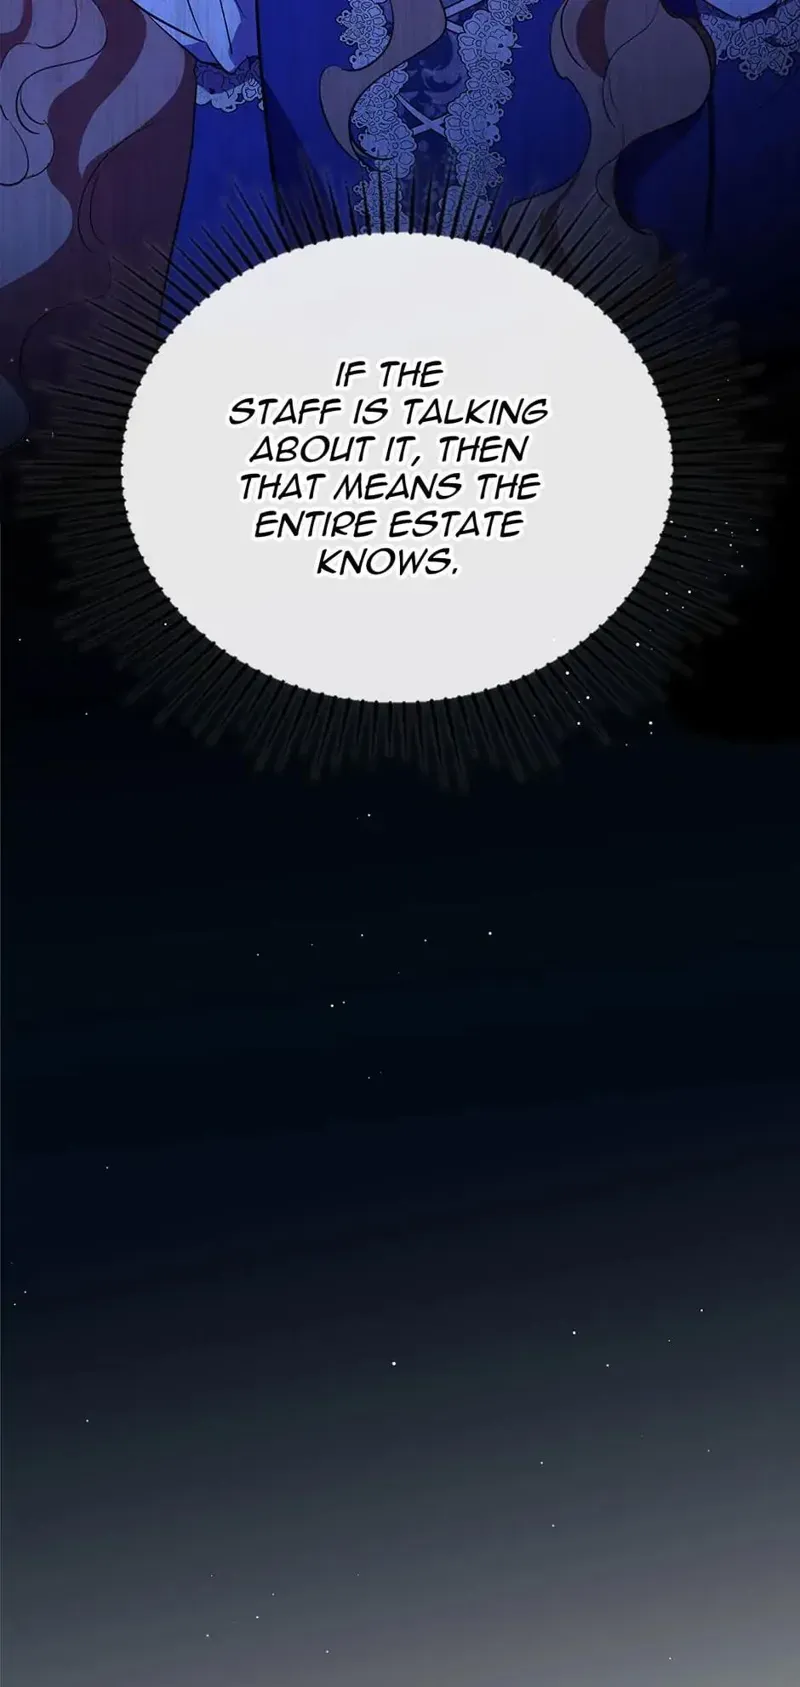 IF THE
STAFF IS TALKING
ABOUT IT, THEN
THAT MEANS THE
ENTIRE ESTATE
KNOWS.